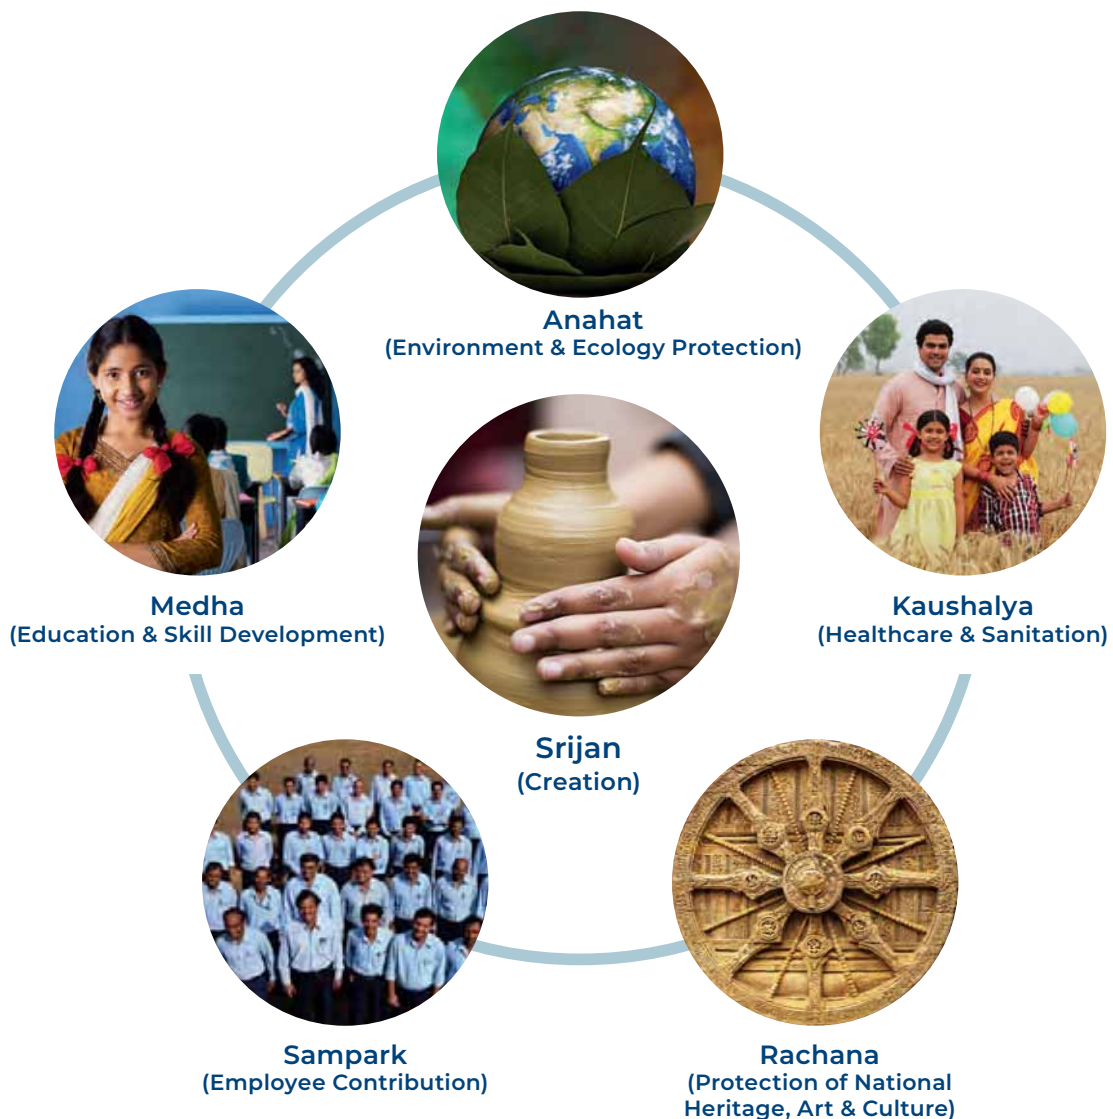 Anahat
(Environment & Ecology Protection)
Medha
(Education & Skill Development)
Kaushalya
(Healthcare & Sanitation)
Srijan
(Creation)
Sampark
(Employee Contribution)
Rachana
(Protection of National
Heritage, Art & Culture)